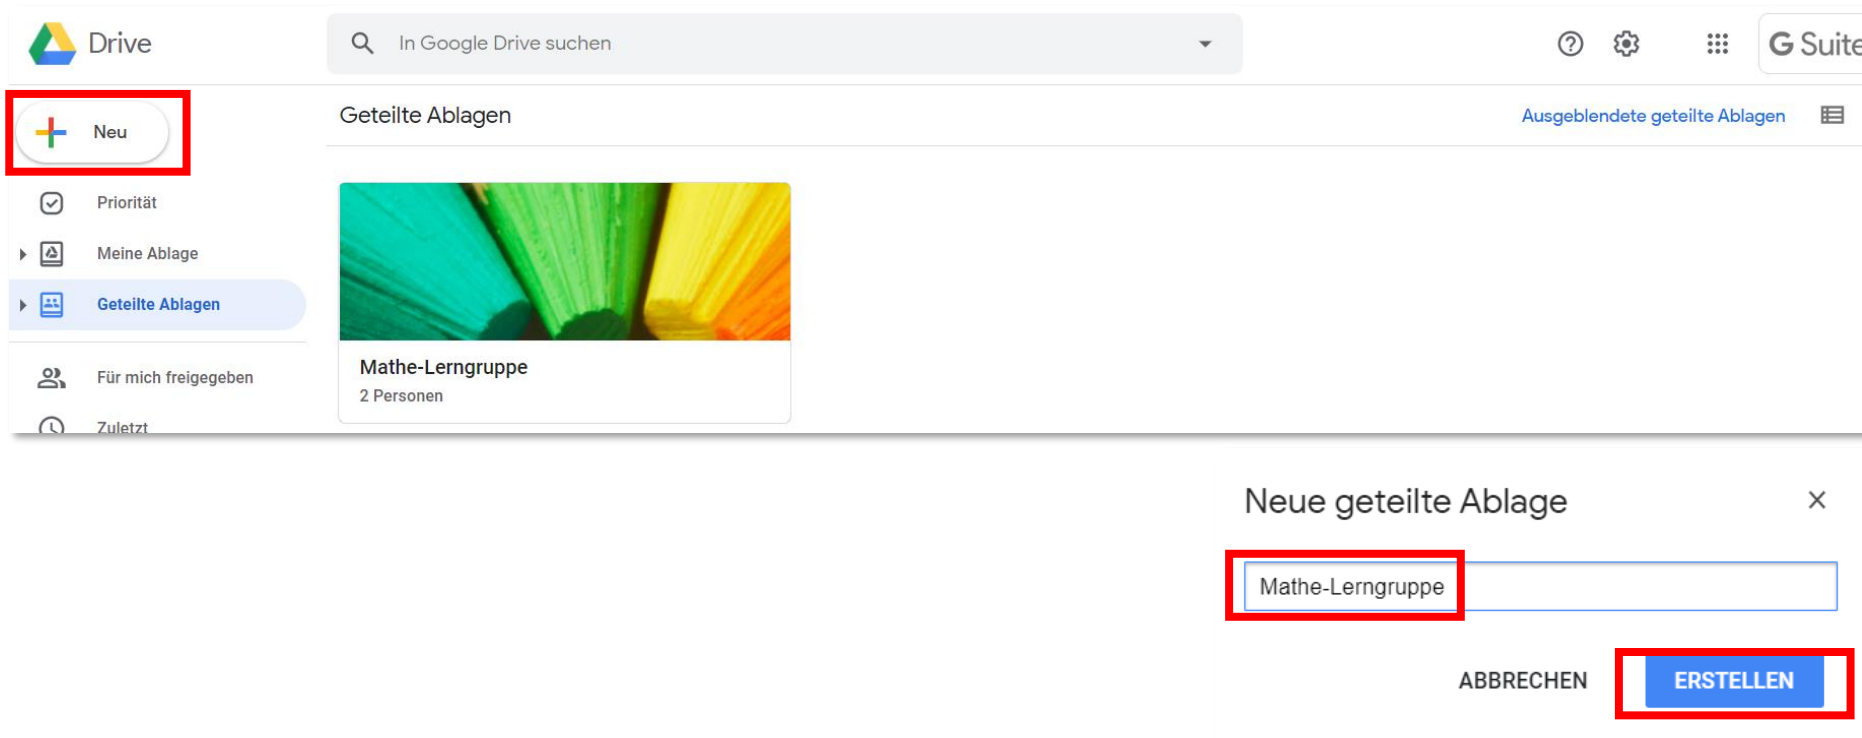 Drive
In Google Drive suchen
G Suite
Neu
Geteilte Ablagen
Ausgeblendete geteilte Ablagen
Priorität
Meine Ablage
Geteilte Ablagen
Für mich freigegeben
Zuletzt
Mathe-Lerngruppe
2 Personen
Neue geteilte Ablage
Mathe-Lerngruppe
ABBRECHEN
ERSTELLEN